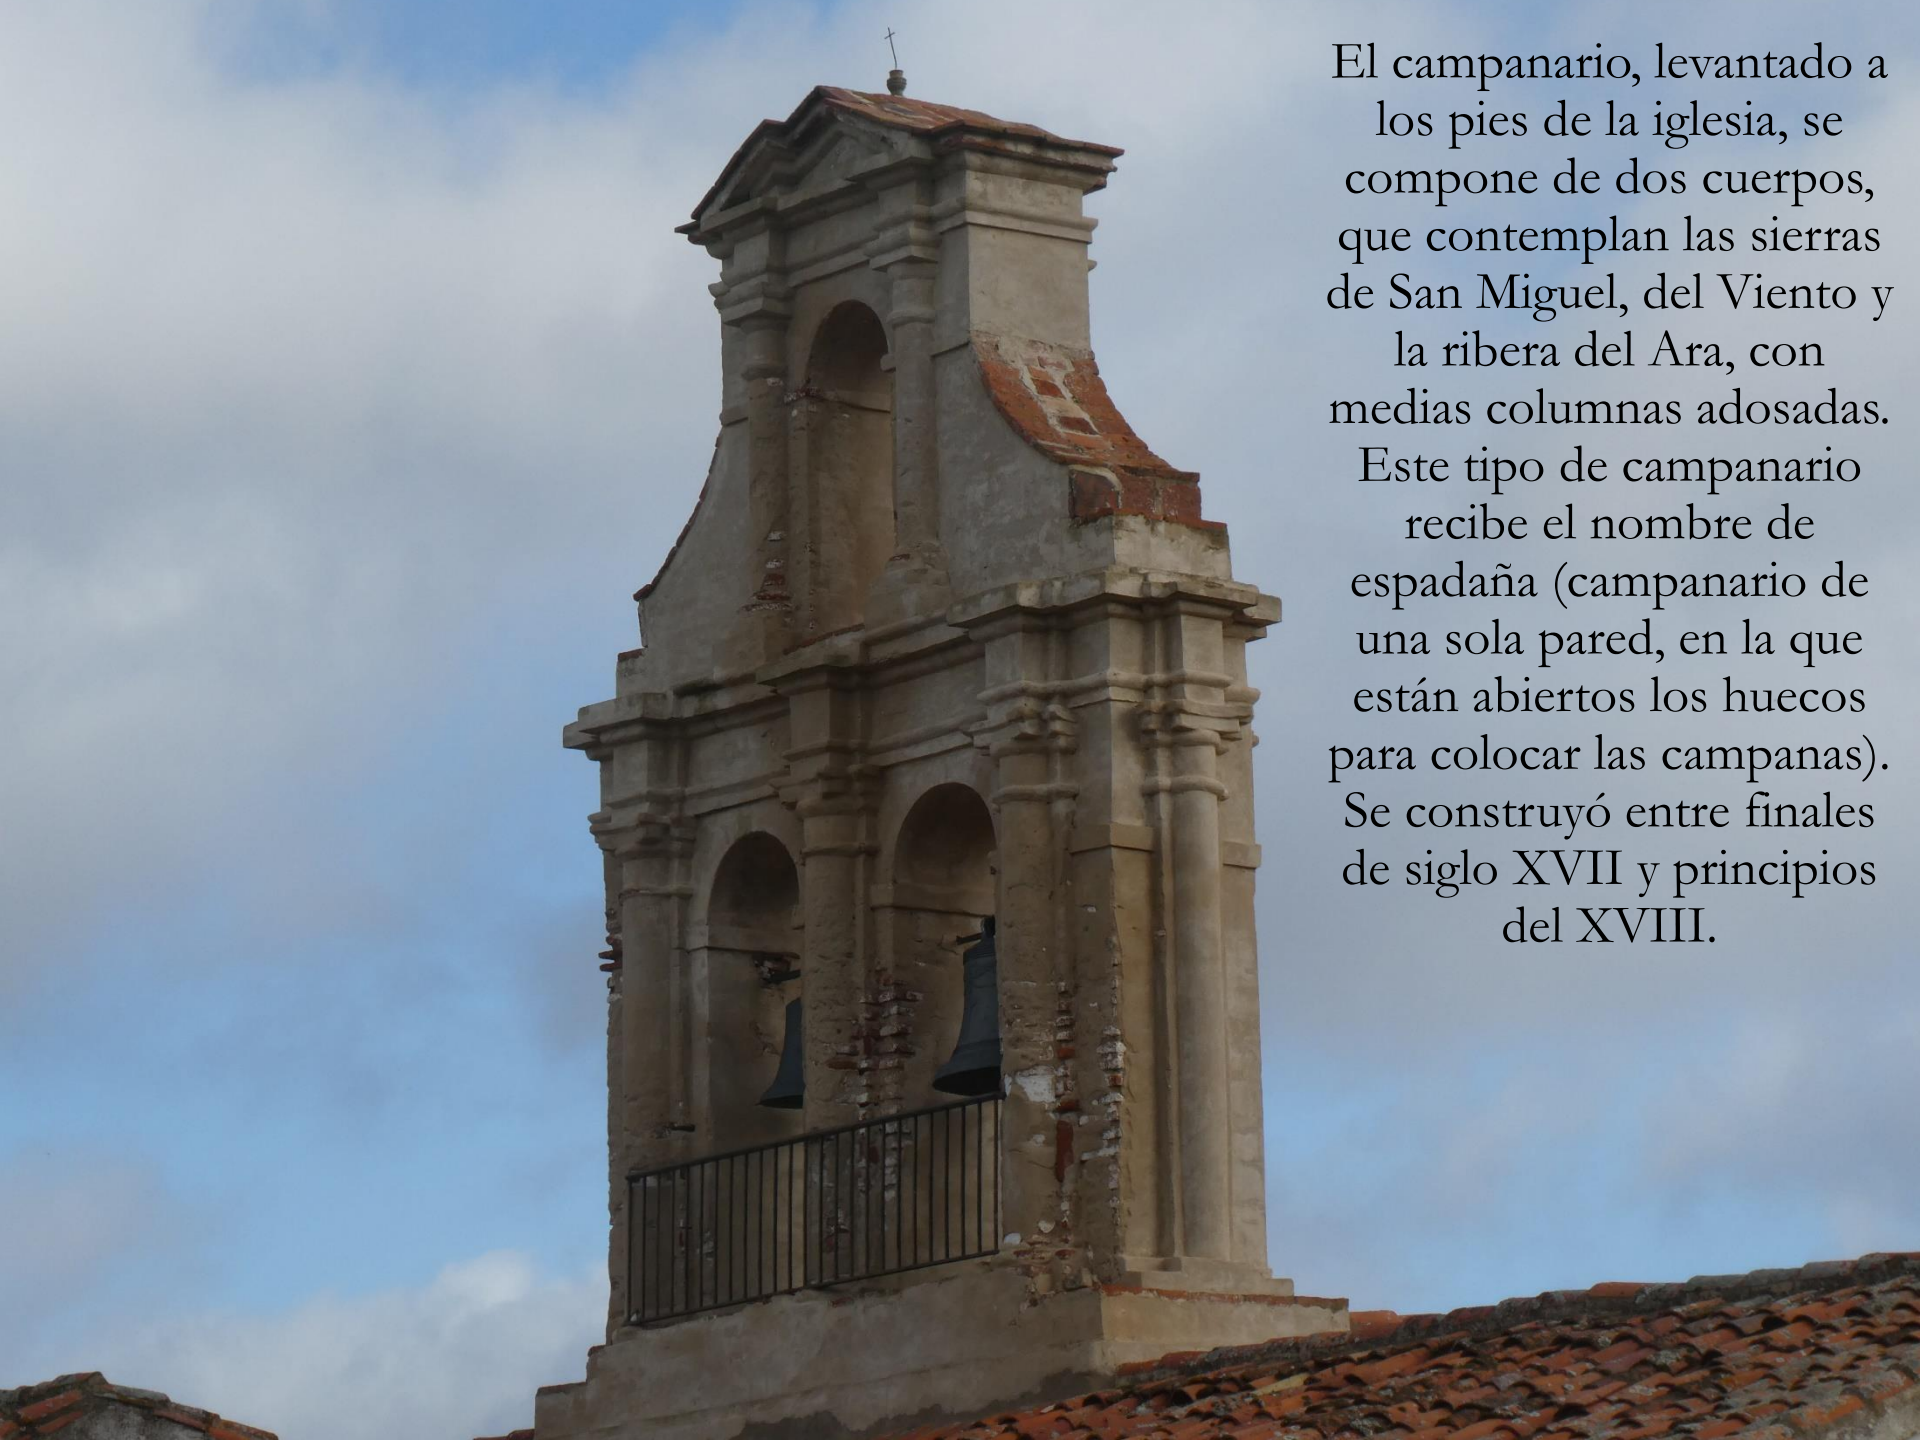 El campanario, levantado a
los pies de la iglesia, se
compone de dos cuerpos,
que contemplan las sierras
de San Miguel, del Viento y
la ribera del Ara, con
medias columnas adosadas.
Este tipo de campanario
recibe el nombre de
espadaña (campanario de
una sola pared, en la que
están abiertos los huecos
para colocar las campanas).
Se construyó entre finales
de siglo XVII y principios
del XVIII.